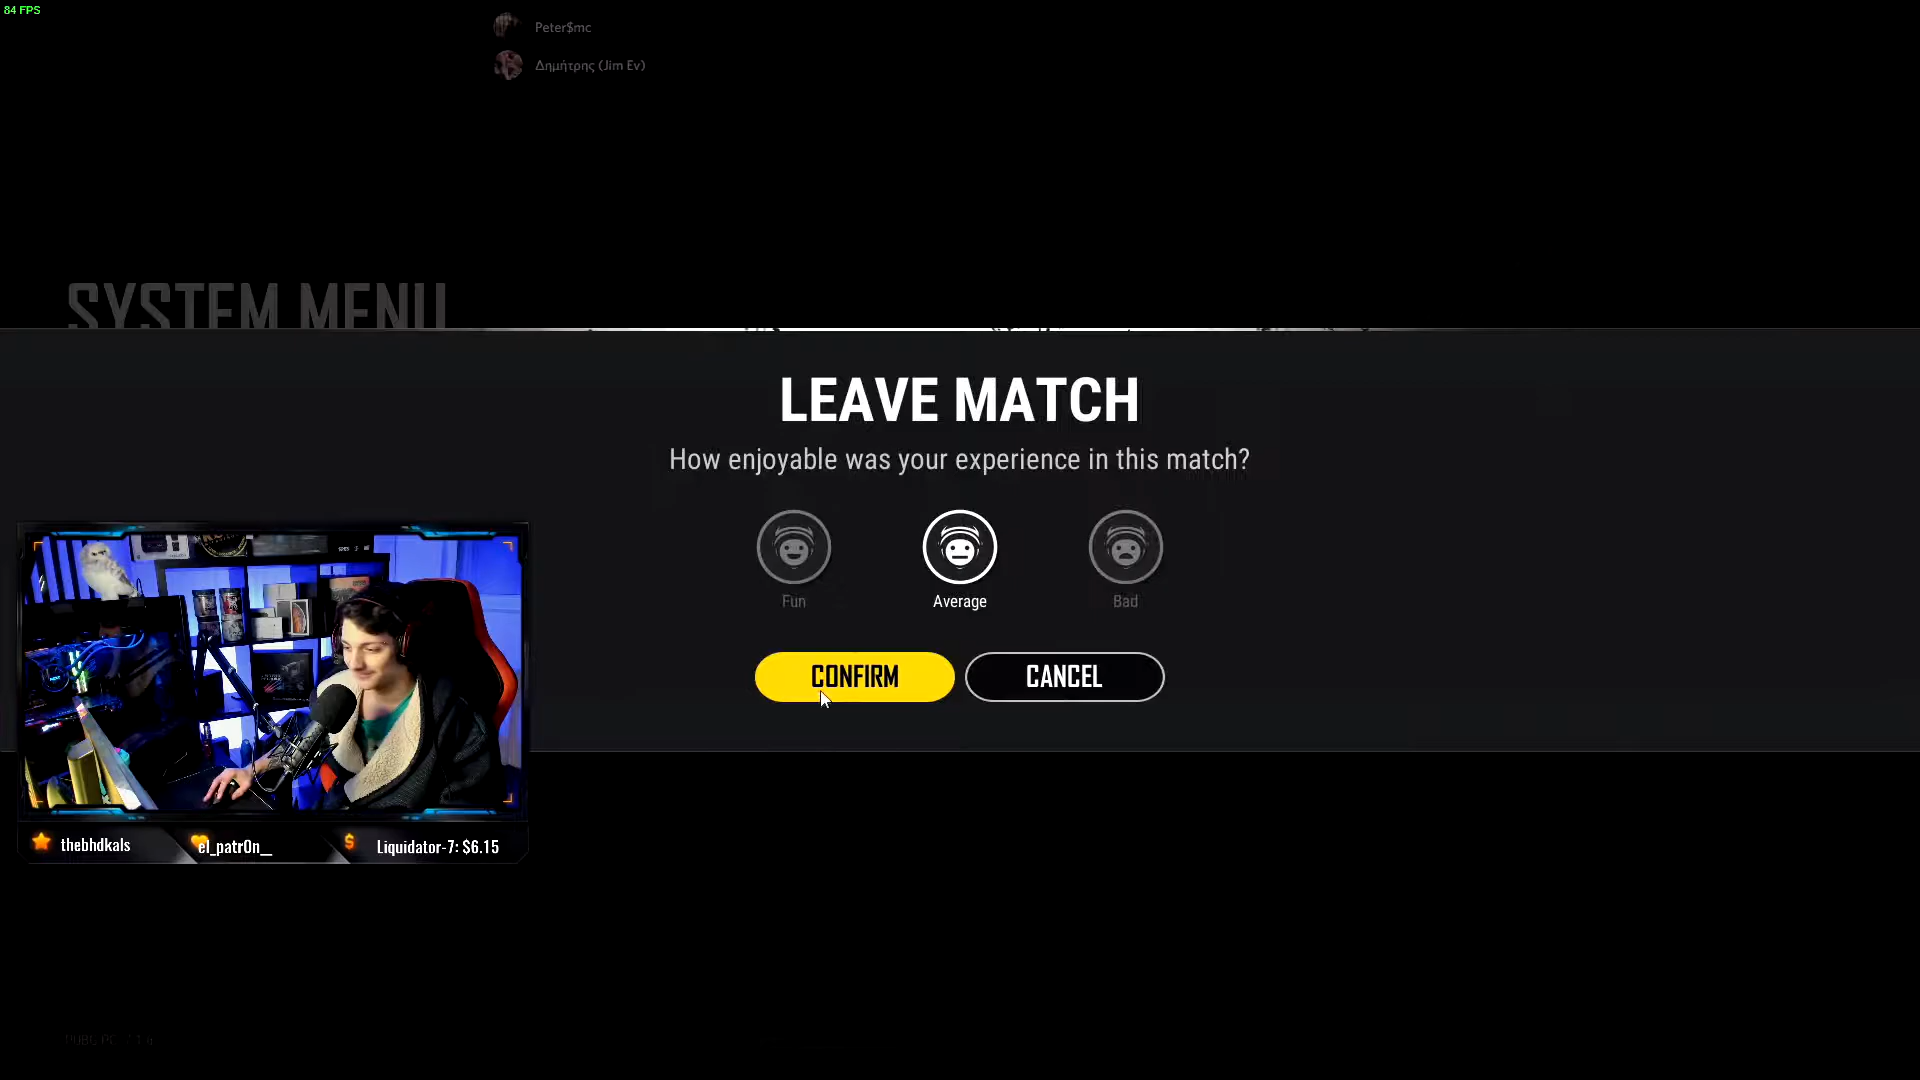 84 FPS
Peter$mc
Δημήτρης (Jim Ev)
SYSTEM MENU
LEAVE MATCH
How enjoyable was your experience in this match?
Fun
Average
Bad
CONFIRM
CANCEL
thebhdkals
el_patr0n__
Liquidator-7: $6.15